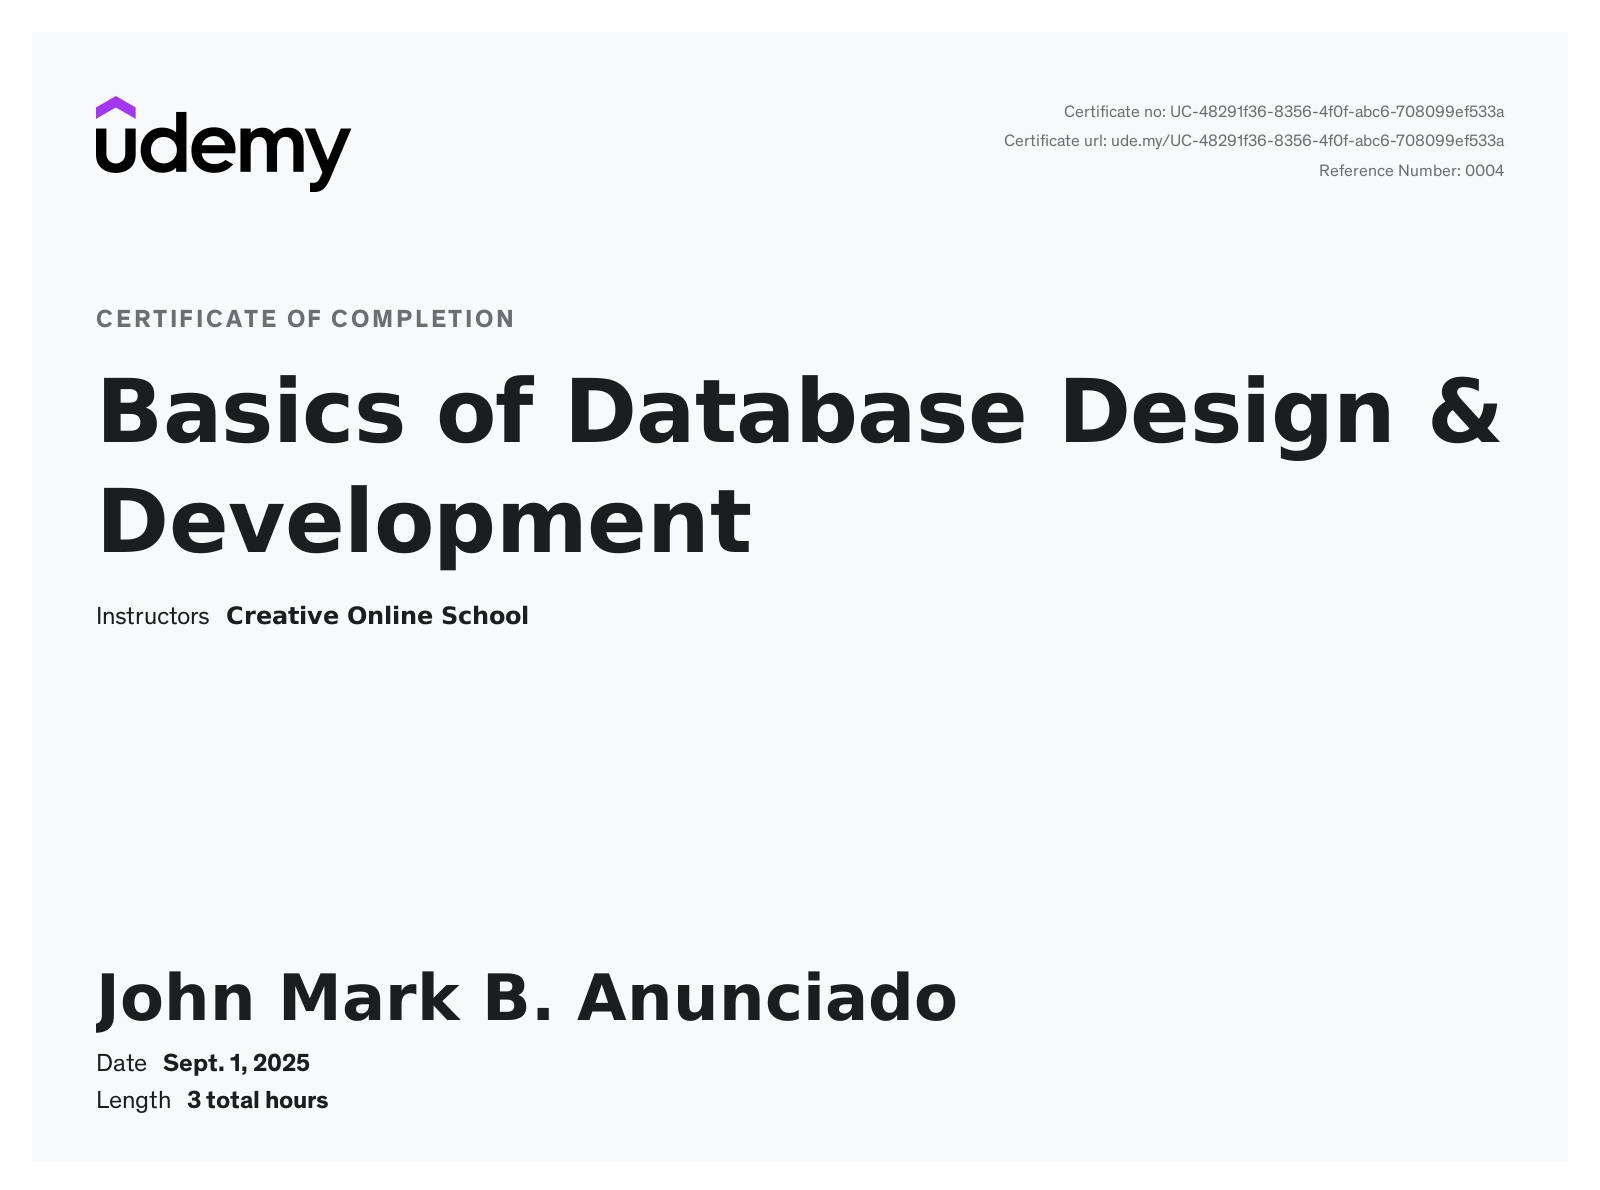 udemy
Certificate no: UC-48291f36-8356-4f0f-abc6-708099ef533a
Certificate url: ude.my/UC-48291f36-8356-4f0f-abc6-708099ef533a
Reference Number: 0004
CERTIFICATE OF COMPLETION
Basics of Database Design &
Development
Instructors Creative Online School
John Mark B. Anunciado
Date Sept. 1, 2025
Length 3 total hours